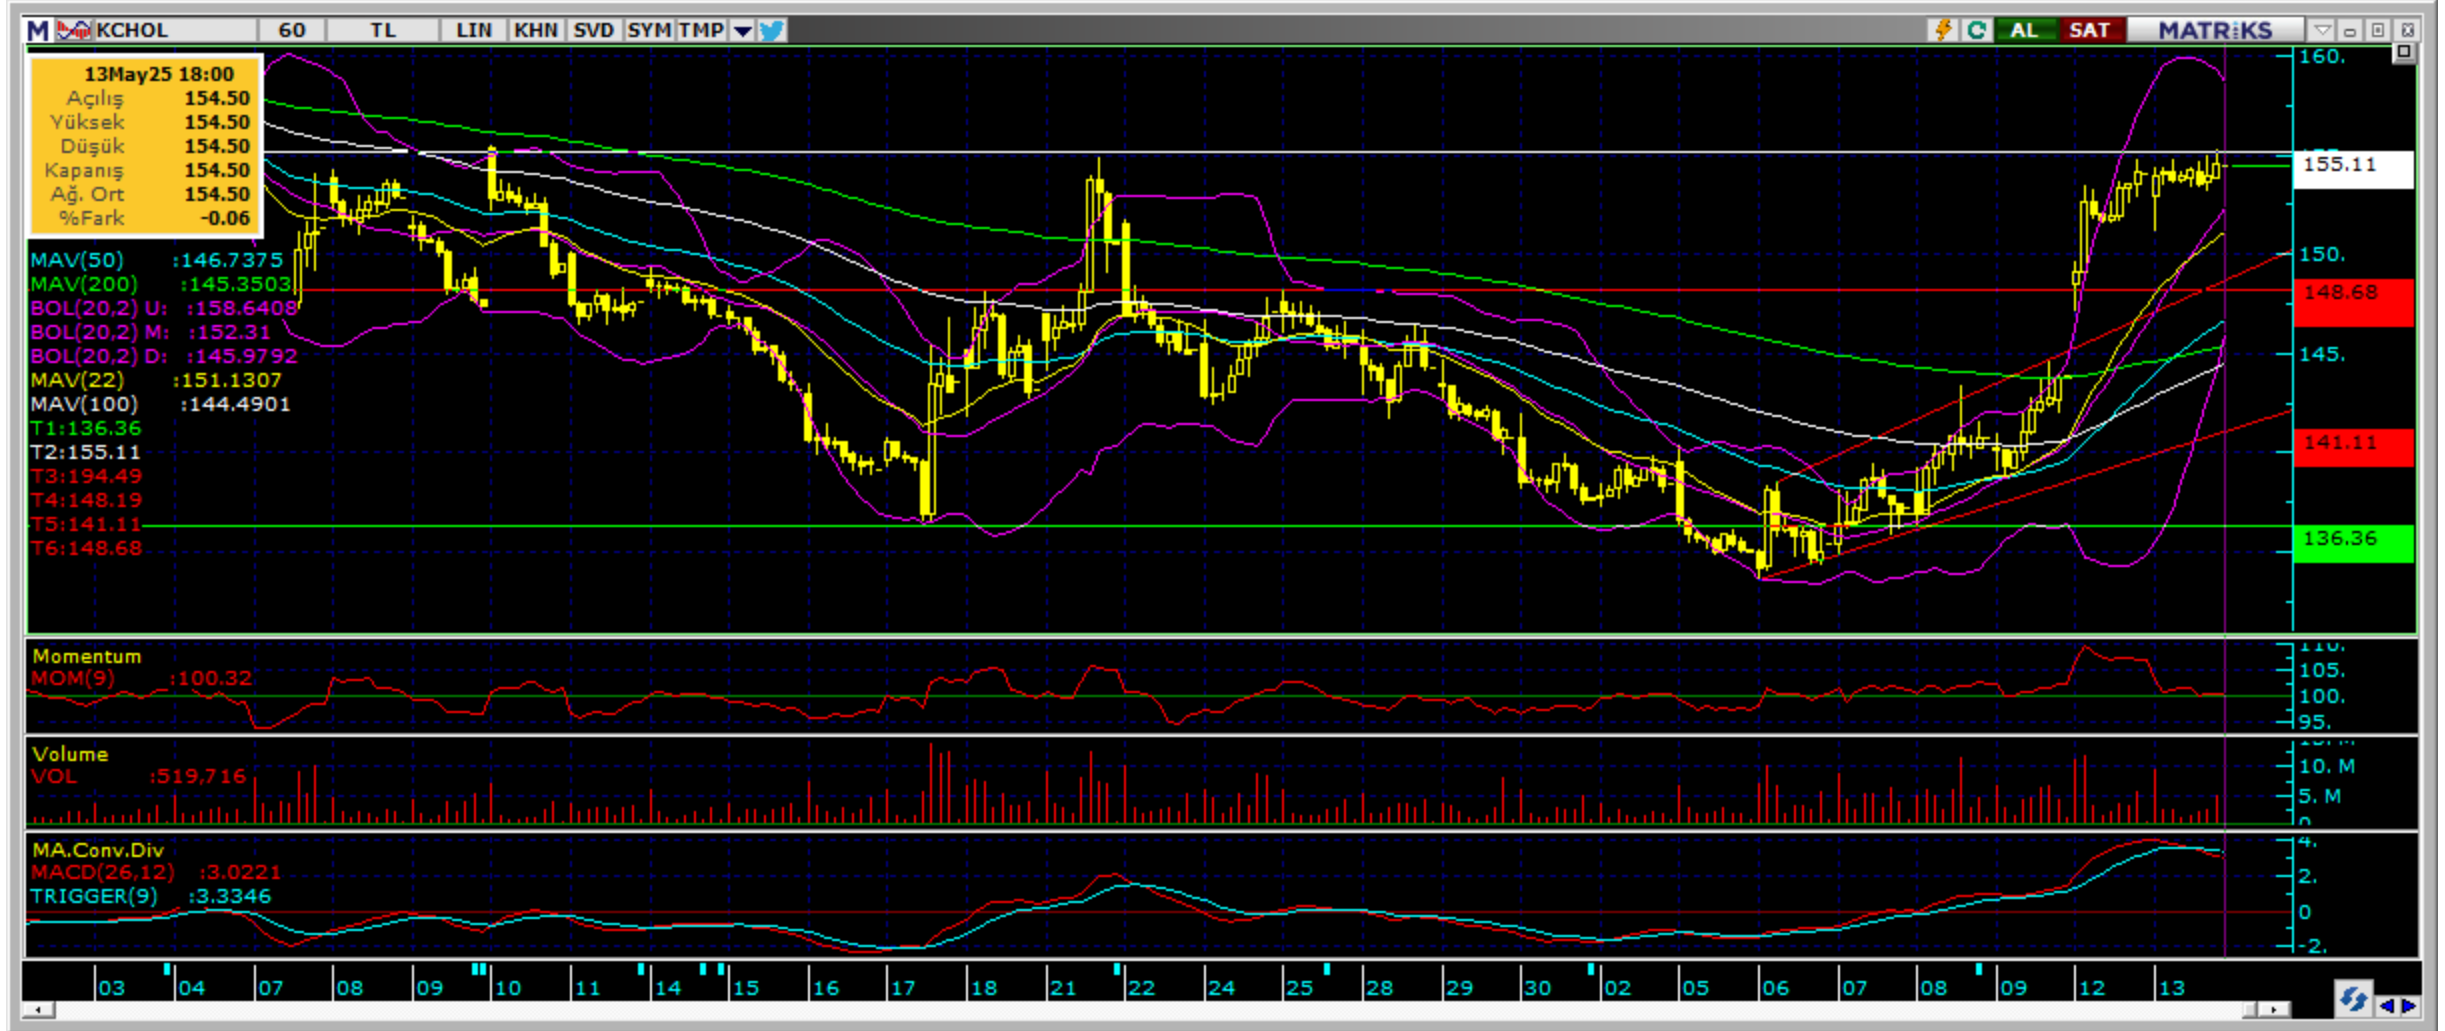 M KCHOL 60 TL LIN KHN SVD SYM TMP AL SAT MATRiKS
13May25 18:00
Açılış 154.50
Yüksek 154.50
Düşük 154.50
Kapanış 154.50
Ağ. Ort 154.50
%Fark -0.06
MAV(50) :146.7375
MAV(200) :145.3503
BOL(20,2) U: :158.6408
BOL(20,2) M: :152.31
BOL(20,2) D: :145.9792
MAV(22) :151.1307
MAV(100) :144.4901
T1:136.36
T2:155.11
T3:194.49
T4:148.19
T5:141.11
T6:148.68
160.
155.11
150.
148.68
145.
141.11
136.36
Momentum
MOM(9) :100.32
110.
105.
100.
95.
Volume
VOL :519,716
10. M
5. M
0
MA.Conv.Div
MACD(26,12) :3.0221
TRIGGER(9) :3.3346
4.
2.
0
-2.
03 04 07 08 09 10 11 14 15 16 17 18 21 22 24 25 28 29 30 02 05 06 07 08 09 12 13